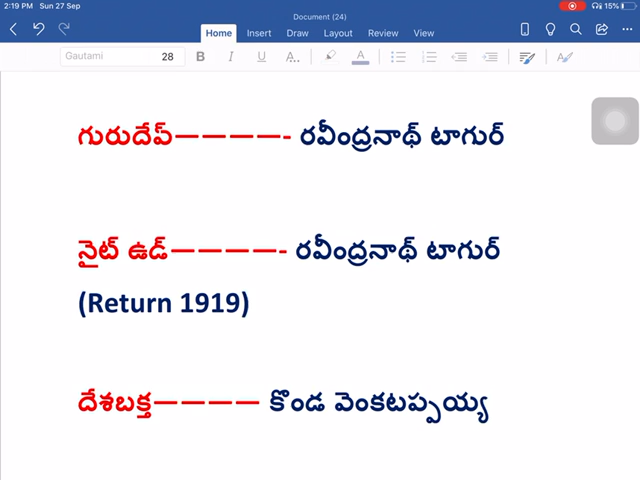 2:19 PM Sun 27 Sep
15%
Document (24)
Home Insert Draw Layout Review View
Gautami 28 B I U A... A
గురుదేవ్————- రవీంద్రనాథ్ టాగుర్
నైట్ ఉడ్————- రవీంద్రనాథ్ టాగుర్
(Return 1919)
దేశబక్త———— కొండ వెంకటప్పయ్య